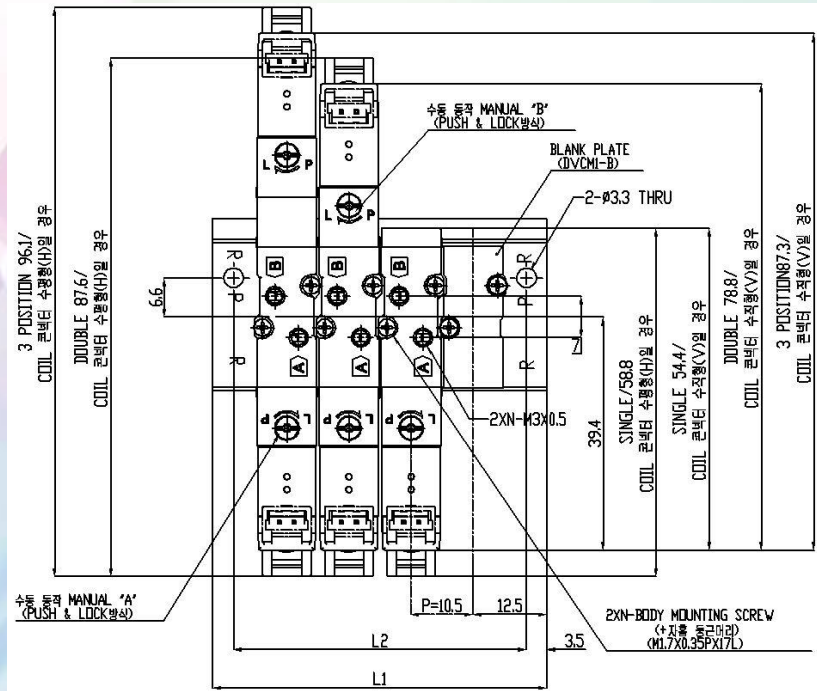 수동 동작 MANUAL "B"
(PUSH & LOCK방식)
BLANK PLATE
(DVCM1-B)
2-Ø3.3 THRU
L P
L P
3 POSITION 96.1/
COIL 콘넥터 수평형(H)일 경우
DOUBLE 87.6/
COIL 콘넥터 수평형(H)일 경우
6.6
R
P
R
B
B
B
A
A
A
R
P
R
7
39.4
SINGLE/58.8
COIL 콘넥터 수평형(H)일 경우
SINGLE 54.4/
COIL 콘넥터 수직형(V)일 경우
DOUBLE 78.8/
COIL 콘넥터 수직형(V)일 경우
3 POSITION87.3/
COIL 콘넥터 수직형(V)일 경우
2XN-M3X0.5
P L
P L
P L
수동 동작 MANUAL "A"
(PUSH & LOCK방식)
P=10.5
12.5
2XN-BODY MOUNTING SCREW
(+자홈 둥근머리)
(M1.7X0.35PX17L)
L2
3.5
L1